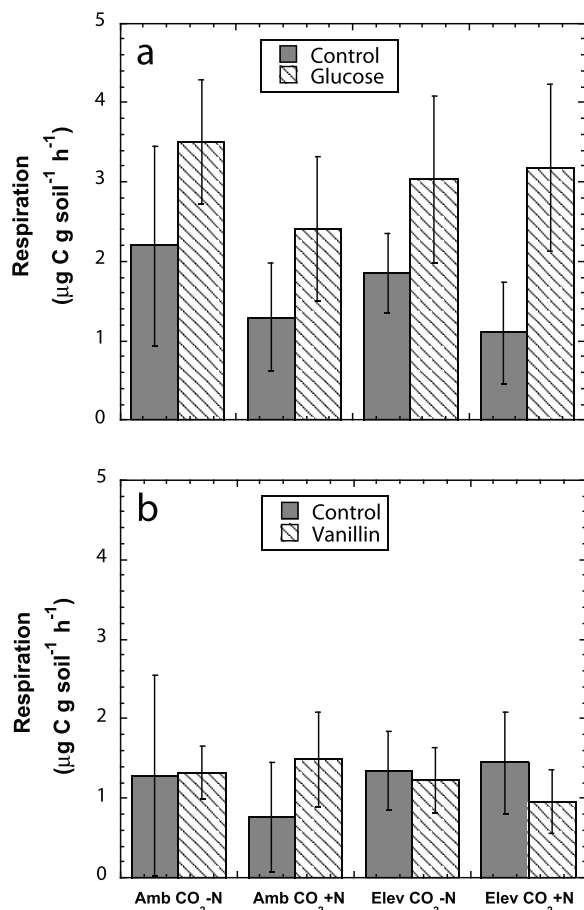 a
Control
Glucose
5
4
3
2
1
0
Respiration
(µg C g soil⁻¹ h⁻¹)
b
Control
Vanillin
5
4
3
2
1
0
Respiration
(µg C g soil⁻¹ h⁻¹)
Amb CO₂-N Amb CO₂+N Elev CO₂-N Elev CO₂+N